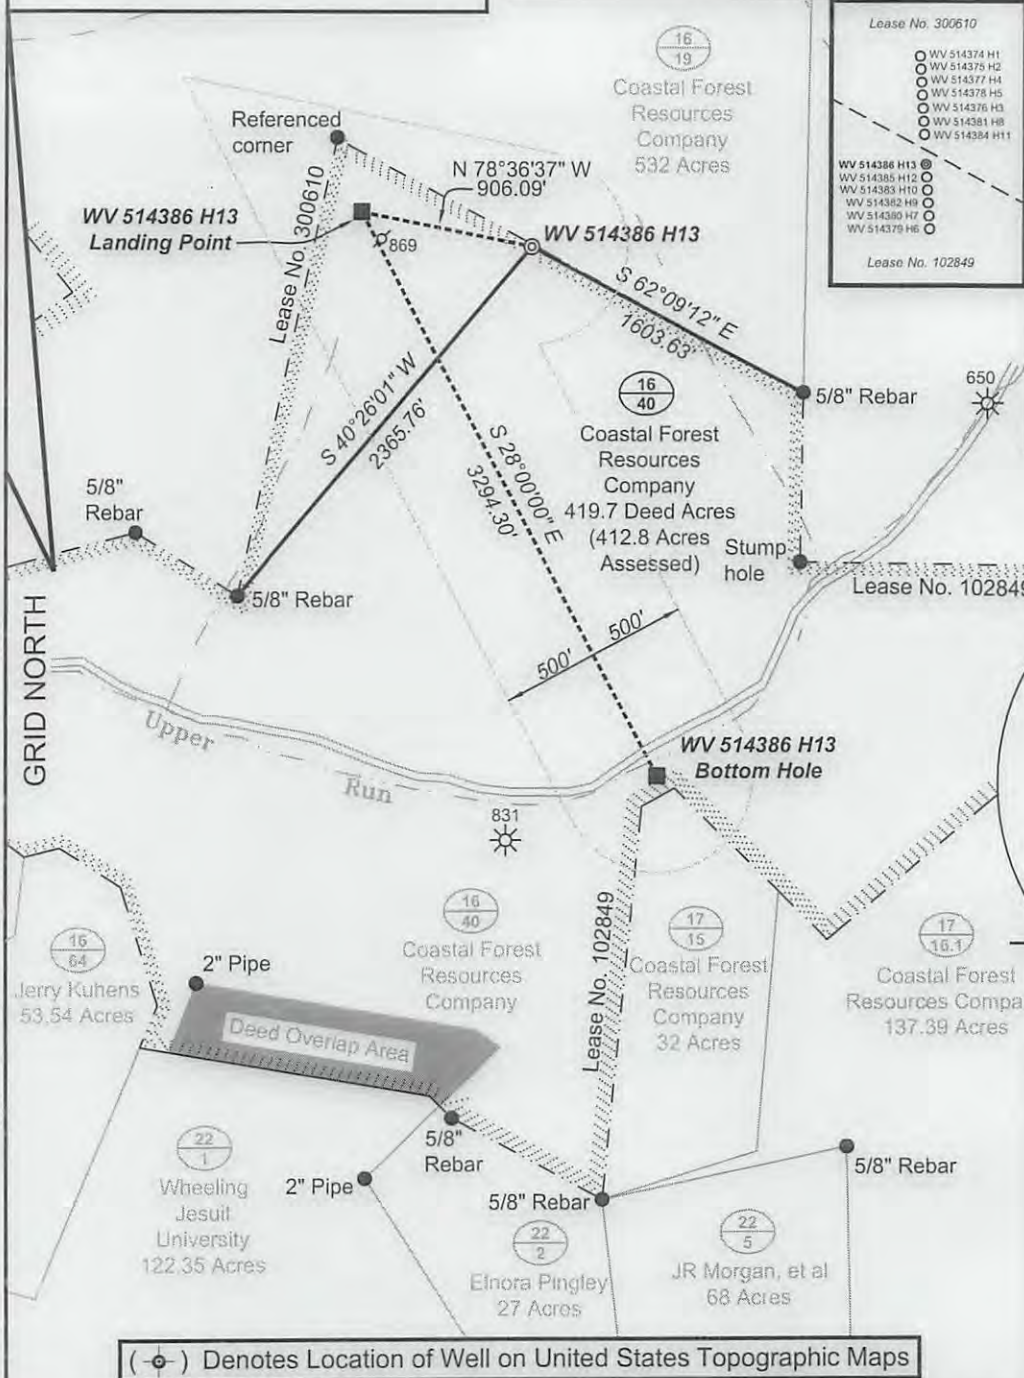 Lease No. 300610
WV 514374 H1
WV 514375 H2
WV 514377 H4
WV 514378 H5
WV 514376 H3
WV 514381 H8
WV 514384 H11
WV 514386 H13
WV 514385 H12
WV 514383 H10
WV 514382 H9
WV 514380 H7
WV 514379 H6
Lease No. 102849
16
19
Coastal Forest
Resources
Company
532 Acres
Referenced
corner
N 78°36'37" W
906.09'
WV 514386 H13
Landing Point
869
WV 514386 H13
Lease No. 300610
S 62°09'12" E
1603.63'
5/8" Rebar
650
S 40°26'01" W
2365.76'
16
40
Coastal Forest
Resources
Company
419.7 Deed Acres
(412.8 Acres
Assessed)
S 28°00'00" E
3294.30'
5/8"
Rebar
Stump
hole
Lease No. 102849
5/8" Rebar
GRID NORTH
500'
500'
Upper
Run
WV 514386 H13
Bottom Hole
831
16
64
Jerry Kuhens
53.54 Acres
2" Pipe
Deed Overlap Area
16
40
Coastal Forest
Resources
Company
Lease No. 102849
17
15
Coastal Forest
Resources
Company
32 Acres
17
16.1
Coastal Forest
Resources Compa
137.39 Acres
5/8"
Rebar
22
1
Wheeling
Jesuit
University
122.35 Acres
2" Pipe
5/8" Rebar
5/8" Rebar
22
2
Elnora Pingley
27 Acres
22
5
JR Morgan, et al
68 Acres
( ) Denotes Location of Well on United States Topographic Maps